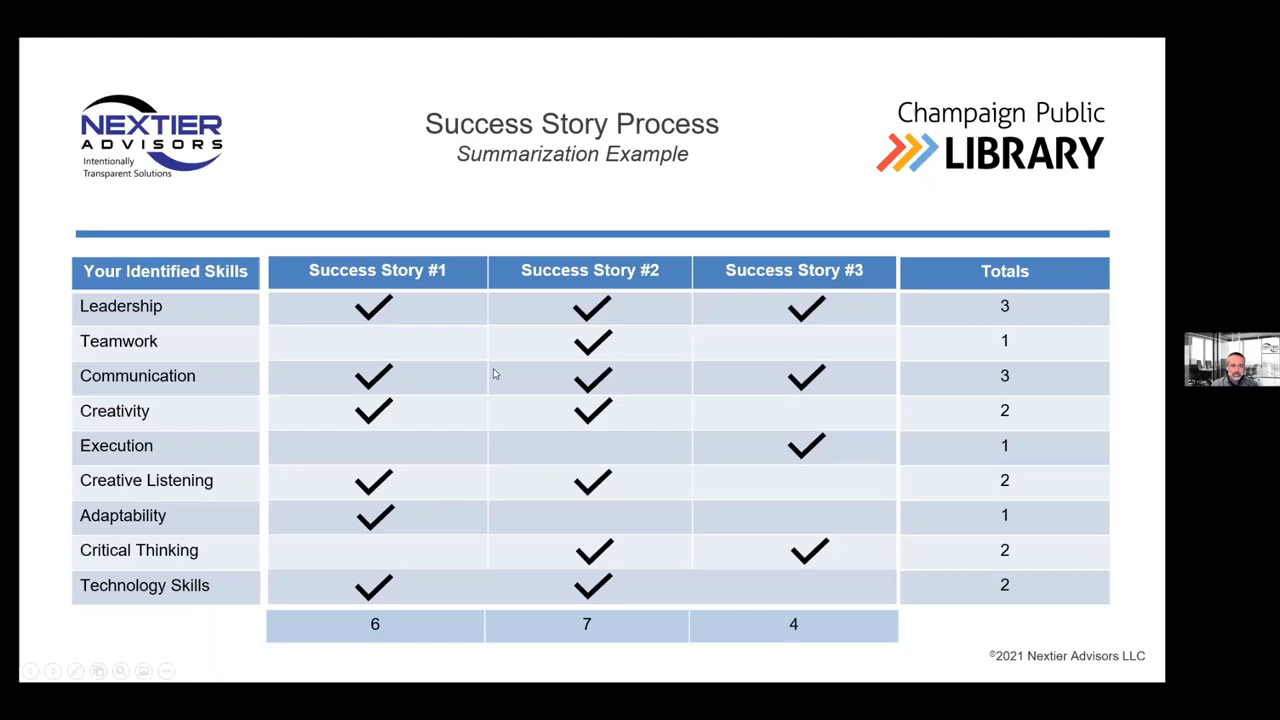 NEXTIER
ADVISORS
Intentionally
Transparent Solutions
Success Story Process
Summarization Example
Champaign Public
LIBRARY
Your Identified Skills Success Story #1 Success Story #2 Success Story #3 Totals
Leadership 3
Teamwork 1
Communication 3
Creativity 2
Execution 1
Creative Listening 2
Adaptability 1
Critical Thinking 2
Technology Skills 2
6 7 4
©2021 Nextier Advisors LLC